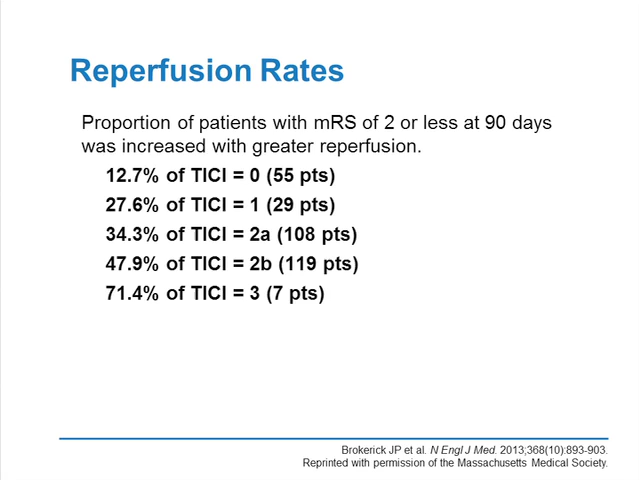 Reperfusion Rates
Proportion of patients with mRS of 2 or less at 90 days
was increased with greater reperfusion.
12.7% of TICI = 0 (55 pts)
27.6% of TICI = 1 (29 pts)
34.3% of TICI = 2a (108 pts)
47.9% of TICI = 2b (119 pts)
71.4% of TICI = 3 (7 pts)
Brokerick JP et al. N Engl J Med. 2013;368(10):893-903.
Reprinted with permission of the Massachusetts Medical Society.